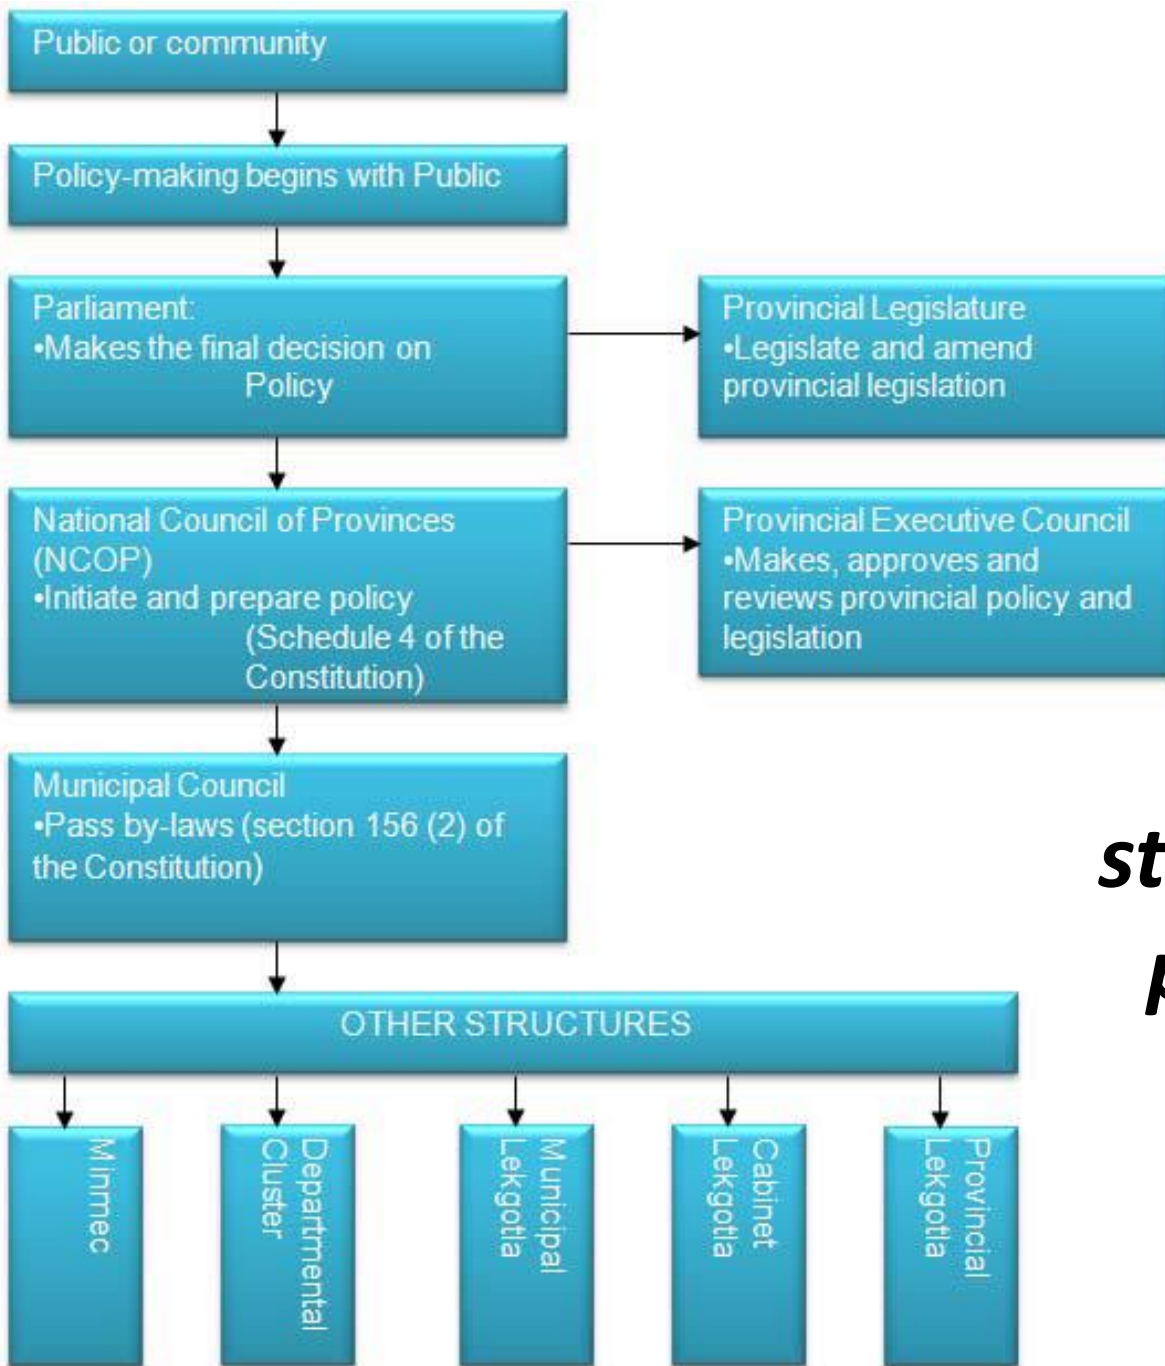 Public or community
Policy-making begins with Public
Parliament:
•Makes the final decision on
Policy
Provincial Legislature
•Legislate and amend
provincial legislation
National Council of Provinces
(NCOP)
•Initiate and prepare policy
(Schedule 4 of the
Constitution)
Provincial Executive Council
•Makes, approves and
reviews provincial policy and
legislation
Municipal Council
•Pass by-laws (section 156 (2) of
the Constitution)
OTHER STRUCTURES
Minmec
Departmental
Cluster
Municipal
Lekgotla
Cabinet
Lekgotla
Provincial
Lekgotla